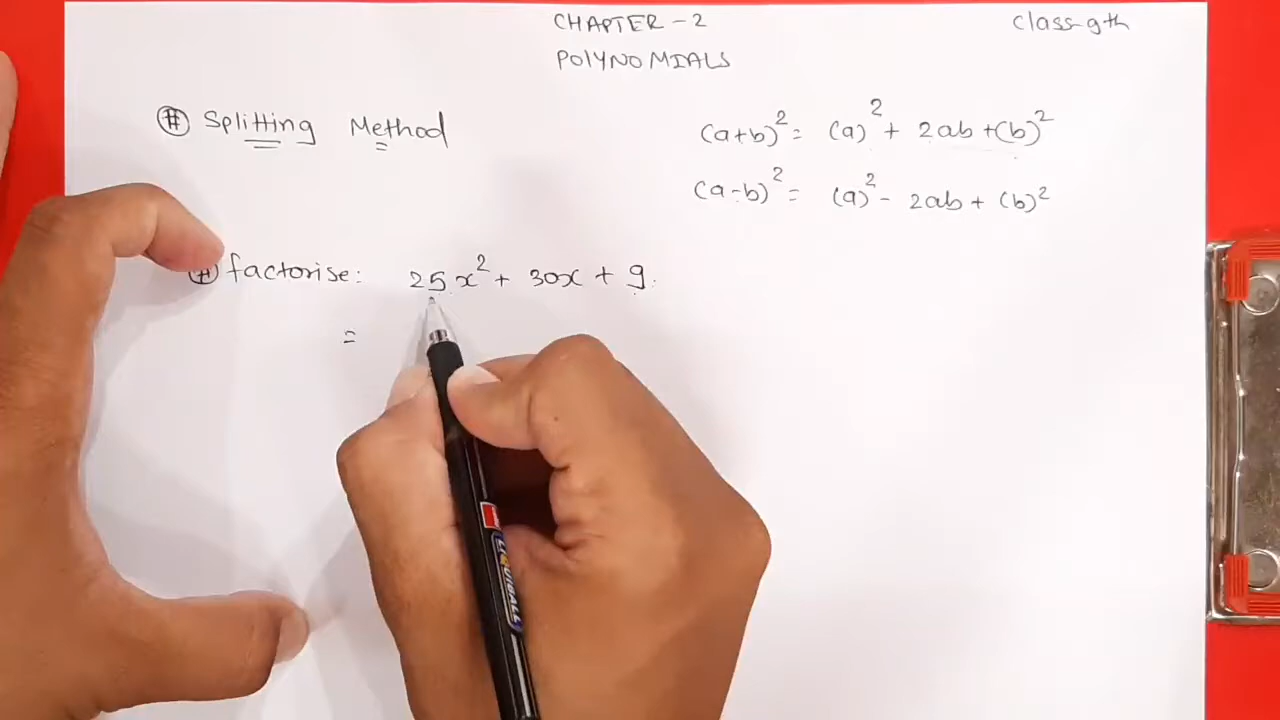 CHAPTER - 2
Class-9th
POLYNOMIALS
# Splitting Method
(a+b)² = (a)² + 2ab + (b)²
(a-b)² = (a)² - 2ab + (b)²
# factorise: 25x² + 30x + 9.
=